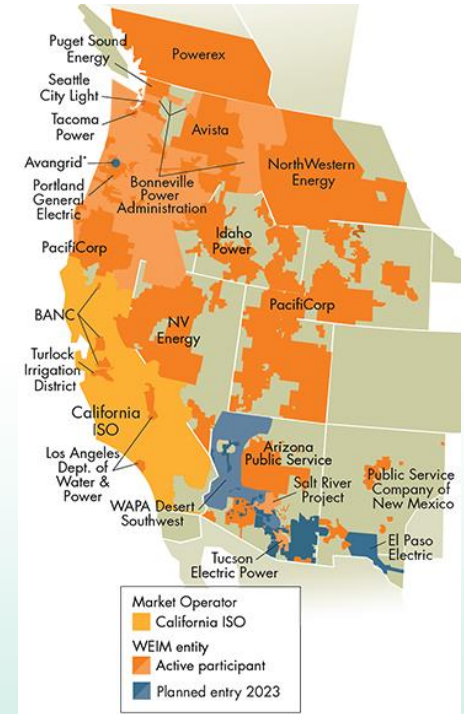 Powerex
Puget Sound
Energy
Seattle
City Light
Tacoma
Power
Avista
Avangrid*
NorthWestern
Energy
Portland
General
Electric
Bonneville
Power
Administration
PacifiCorp
Idaho
Power
PacifiCorp
BANC
NV
Energy
Turlock
Irrigation
District
California
ISO
Los Angeles
Dept. of
Water &
Power
Arizona
Public Service
Salt River
Project
Public Service
Company of
New Mexico
WAPA Desert
Southwest
El Paso
Electric
Tucson
Electric Power
Market Operator
California ISO
WEIM entity
Active participant
Planned entry 2023